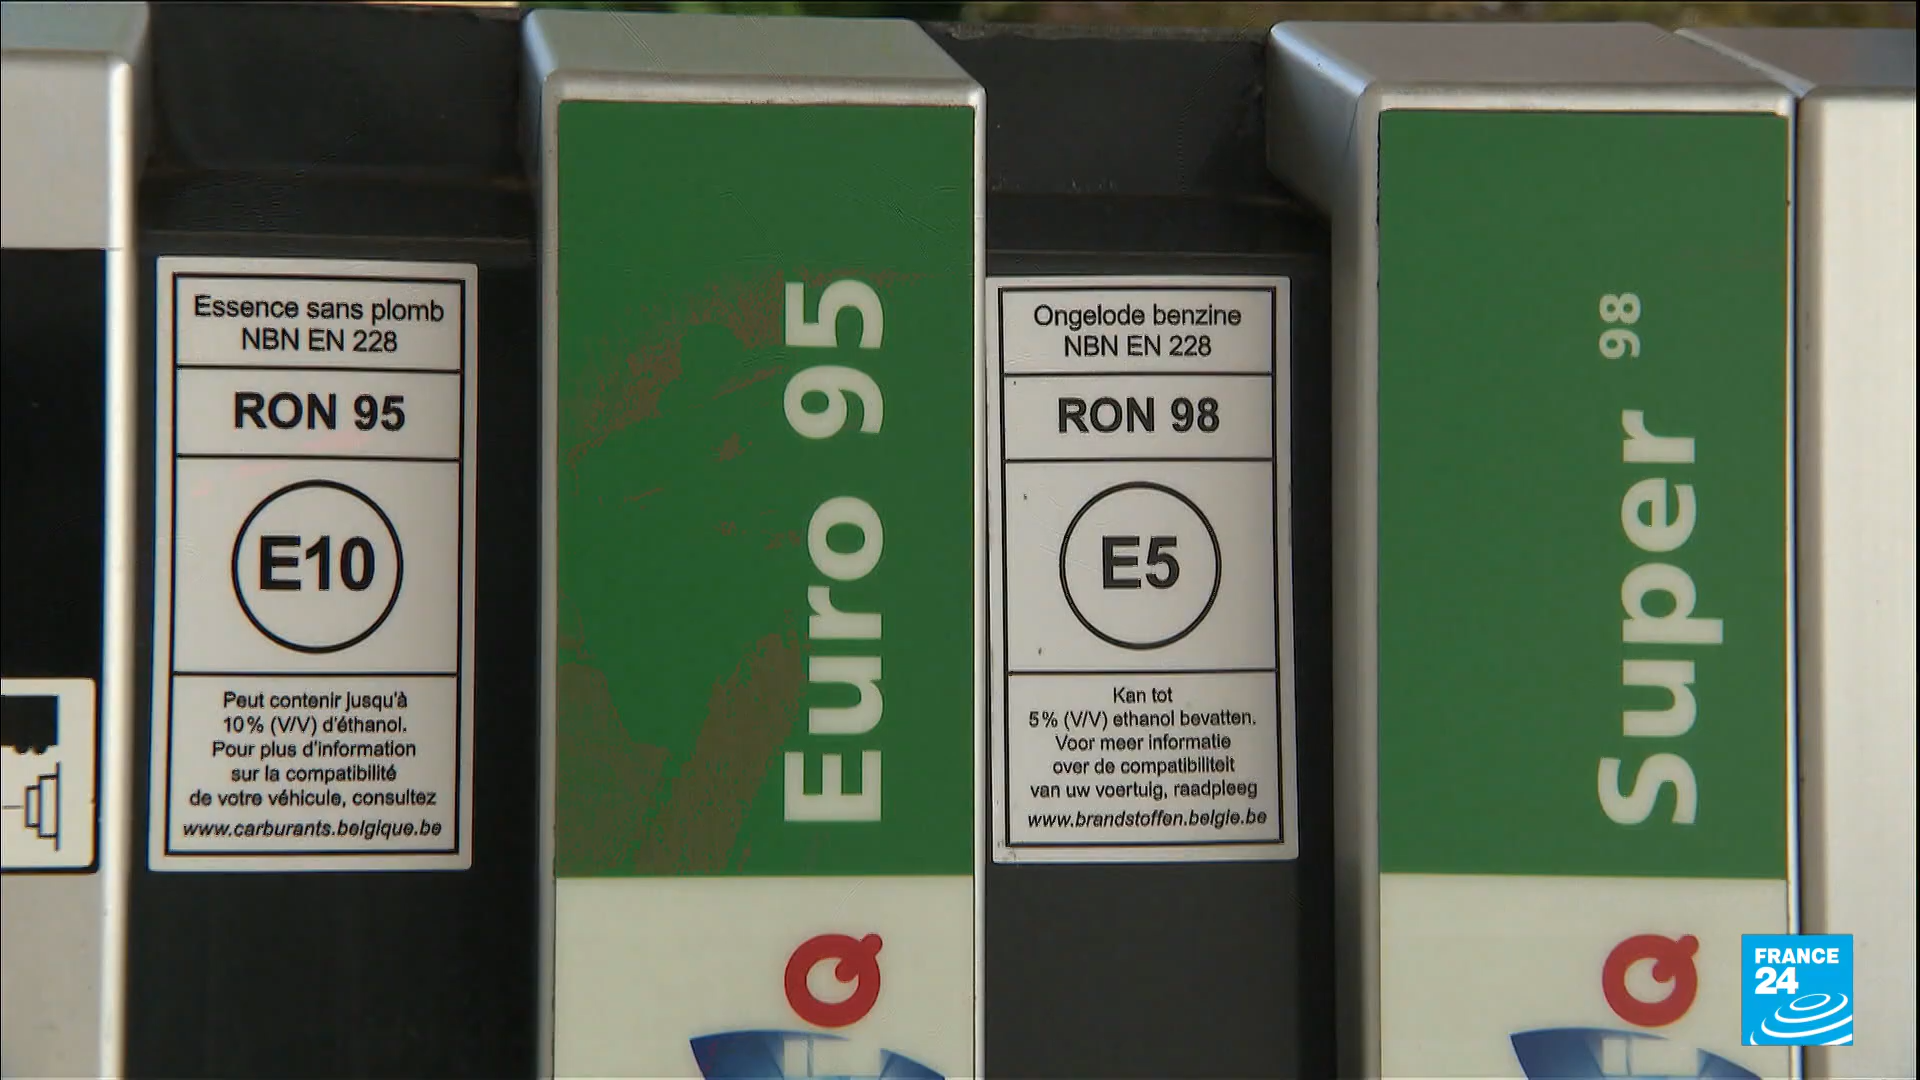 Essence sans plomb
NBN EN 228
RON 95
E10
Peut contenir jusqu'à
10% (V/V) d'éthanol.
Pour plus d'information
sur la compatibilité
de votre véhicule, consultez
www.carburants.belgique.be
Euro 95
Q
Ongelode benzine
NBN EN 228
RON 98
E5
Kan tot
5% (V/V) ethanol bevatten.
Voor meer informatie
over de compatibiliteit
van uw voertuig, raadpleeg
www.brandstoffen.belgie.be
Super 98
Q
FRANCE
24